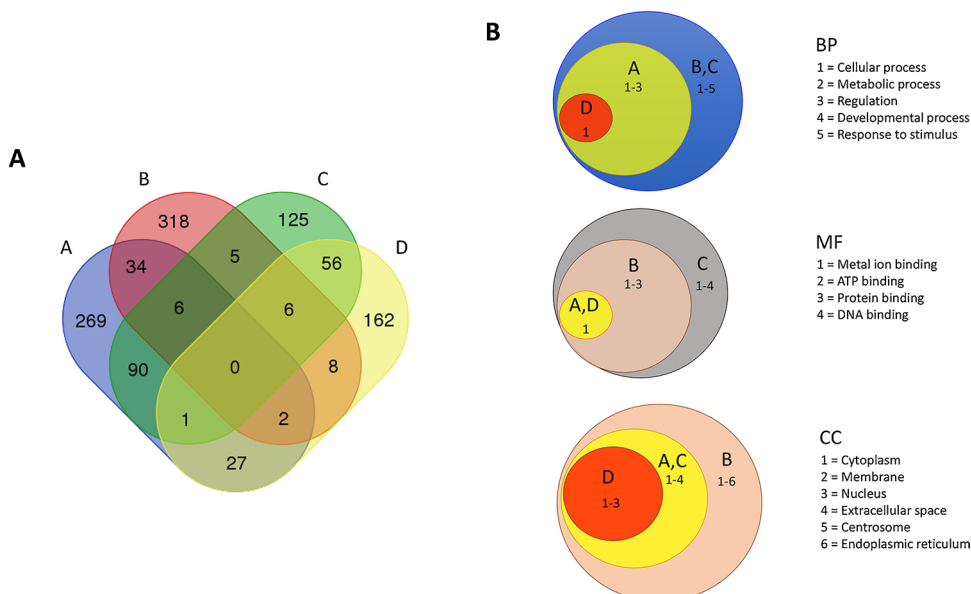 A
A
B
C
D
269
318
125
162
34
5
56
6
6
90
0
8
1
2
27
B
D
1
A
1-3
B,C
1-5
BP
1 = Cellular process
2 = Metabolic process
3 = Regulation
4 = Developmental process
5 = Response to stimulus
A,D
1
B
1-3
C
1-4
MF
1 = Metal ion binding
2 = ATP binding
3 = Protein binding
4 = DNA binding
D
1-3
A,C
1-4
B
1-6
CC
1 = Cytoplasm
2 = Membrane
3 = Nucleus
4 = Extracellular space
5 = Centrosome
6 = Endoplasmic reticulum